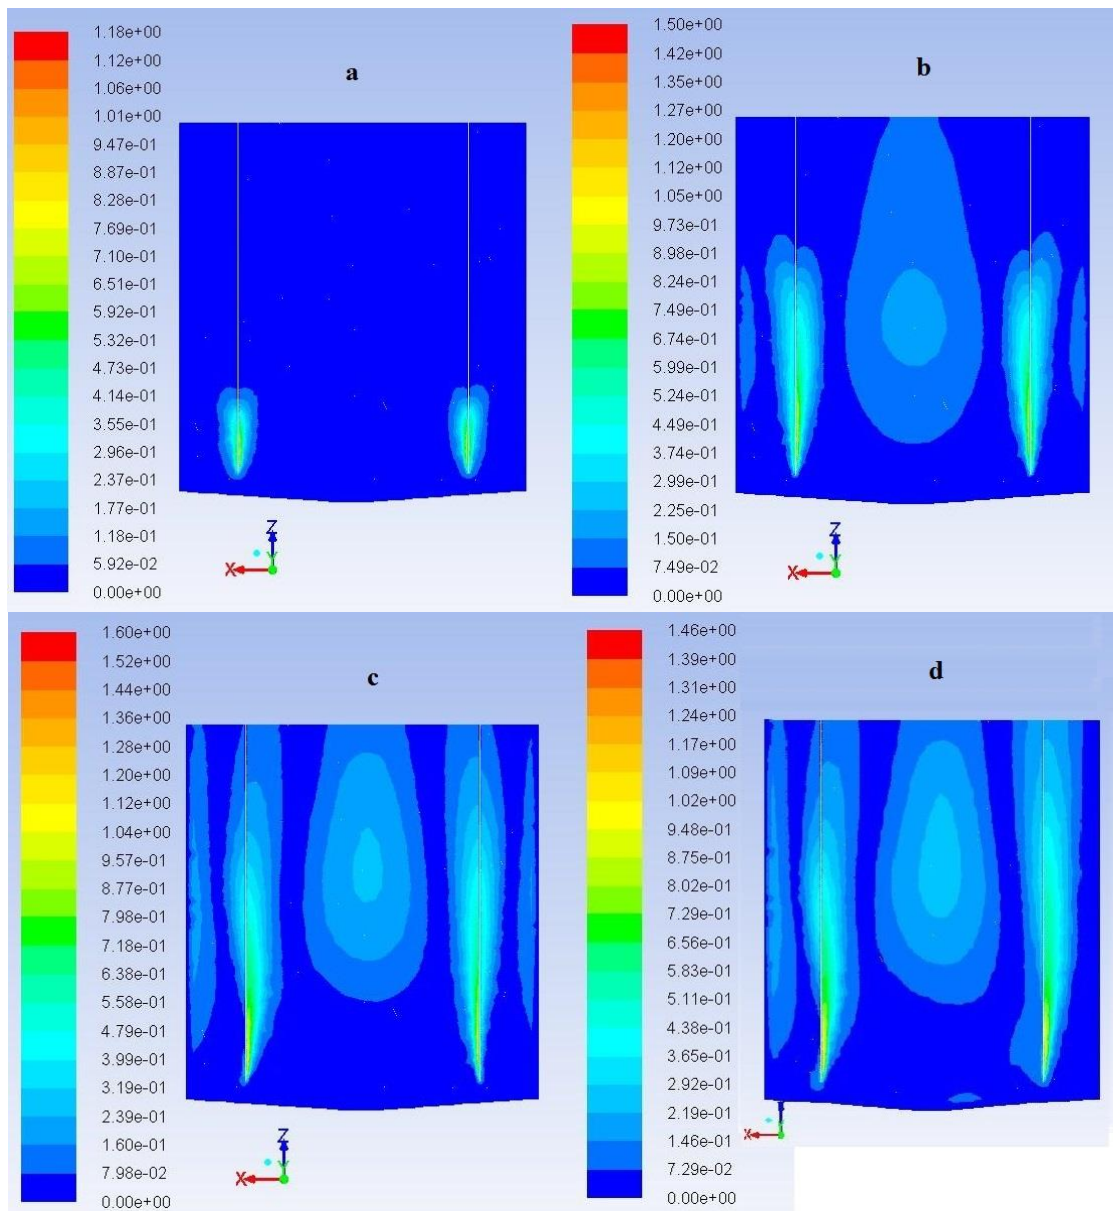 a
1.18e+00
1.12e+00
1.06e+00
1.01e+00
9.47e-01
8.87e-01
8.28e-01
7.69e-01
7.10e-01
6.51e-01
5.92e-01
5.32e-01
4.73e-01
4.14e-01
3.55e-01
2.96e-01
2.37e-01
1.77e-01
1.18e-01
5.92e-02
0.00e+00
Z
Y
X
b
1.50e+00
1.42e+00
1.35e+00
1.27e+00
1.20e+00
1.12e+00
1.05e+00
9.73e-01
8.98e-01
8.24e-01
7.49e-01
6.74e-01
5.99e-01
5.24e-01
4.49e-01
3.74e-01
2.99e-01
2.25e-01
1.50e-01
7.49e-02
0.00e+00
Z
Y
X
c
1.60e+00
1.52e+00
1.44e+00
1.36e+00
1.28e+00
1.20e+00
1.12e+00
1.04e+00
9.57e-01
8.77e-01
7.98e-01
7.18e-01
6.38e-01
5.58e-01
4.79e-01
3.99e-01
3.19e-01
2.39e-01
1.60e-01
7.98e-02
0.00e+00
Z
Y
X
d
1.46e+00
1.39e+00
1.31e+00
1.24e+00
1.17e+00
1.09e+00
1.02e+00
9.48e-01
8.75e-01
8.02e-01
7.29e-01
6.56e-01
5.83e-01
5.11e-01
4.38e-01
3.65e-01
2.92e-01
2.19e-01
1.46e-01
7.29e-02
0.00e+00
Y
X